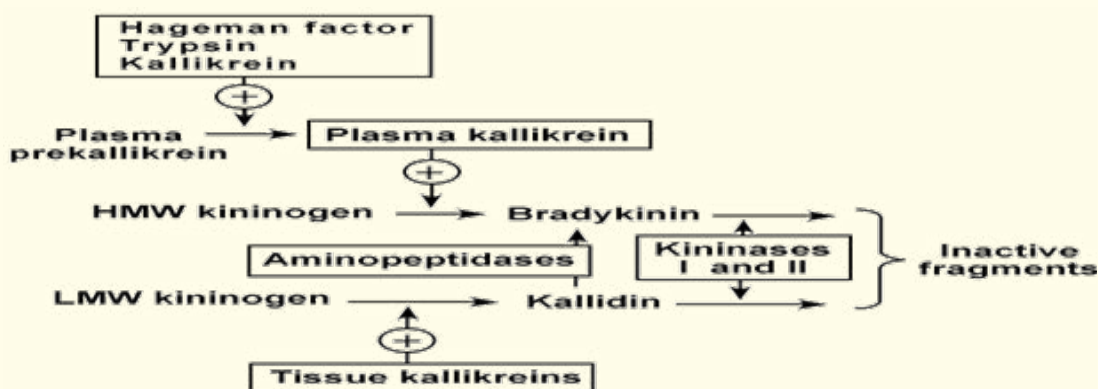 Hageman factor
Trypsin
Kallikrein
+
Plasma
prekallikrein
Plasma kallikrein
+
HMW kininogen
Bradykinin
Aminopeptidases
Kininases
I and II
Inactive
fragments
LMW kininogen
Kallidin
+
Tissue kallikreins